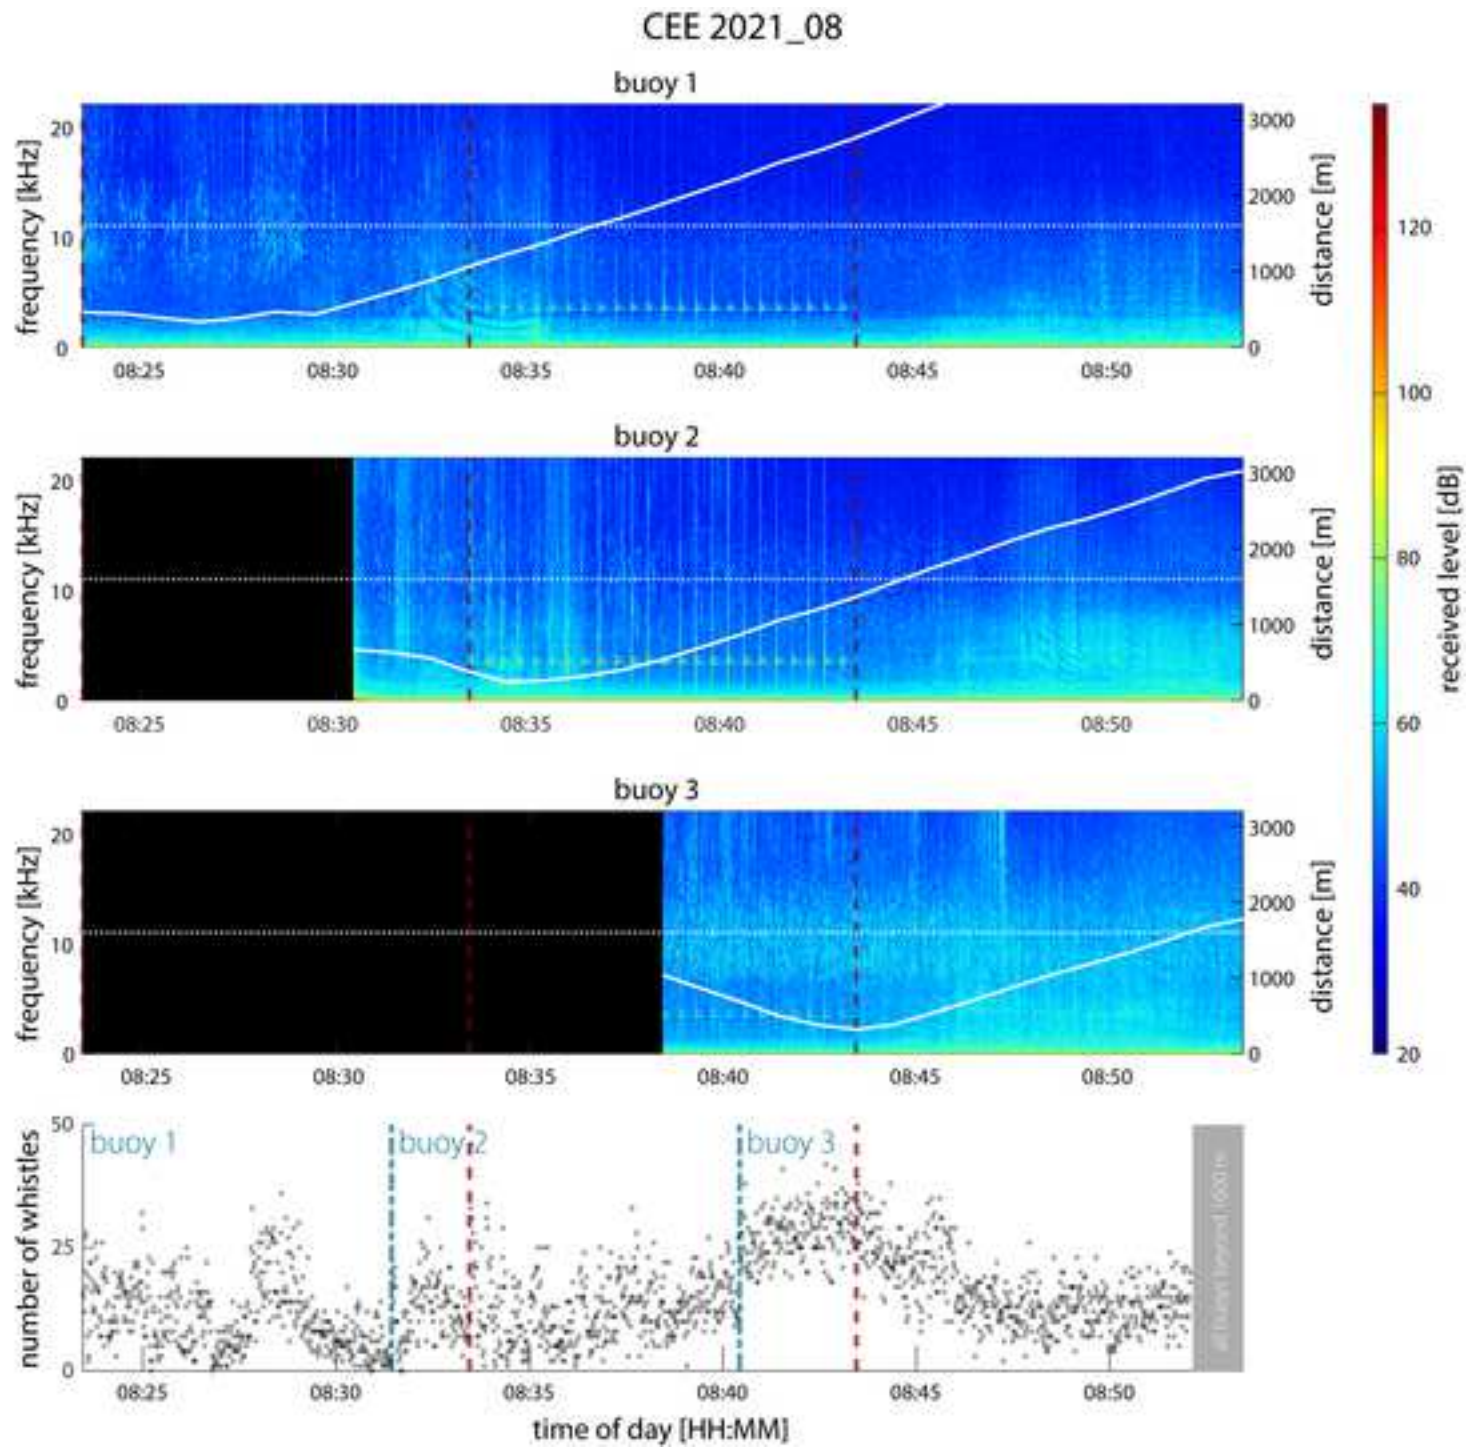 CEE 2021_08
buoy 1
frequency [kHz]
20
10
0
3000
2000
1000
0
distance [m]
08:25 08:30 08:35 08:40 08:45 08:50
buoy 2
frequency [kHz]
20
10
0
3000
2000
1000
0
distance [m]
08:25 08:30 08:35 08:40 08:45 08:50
buoy 3
frequency [kHz]
20
10
0
3000
2000
1000
0
distance [m]
08:25 08:30 08:35 08:40 08:45 08:50
120
100
80
60
40
20
received level [dB]
number of whistles
50
25
0
buoy 1 buoy 2 buoy 3
all buoys beyond 1600 m
08:25 08:30 08:35 08:40 08:45 08:50
time of day [HH:MM]